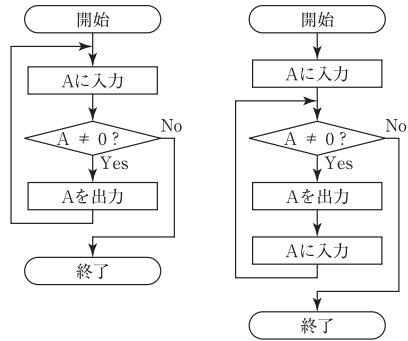 開始
Aに入力
A ≠ 0?
No
Yes
Aを出力
終了
開始
Aに入力
A ≠ 0?
No
Yes
Aを出力
Aに入力
終了